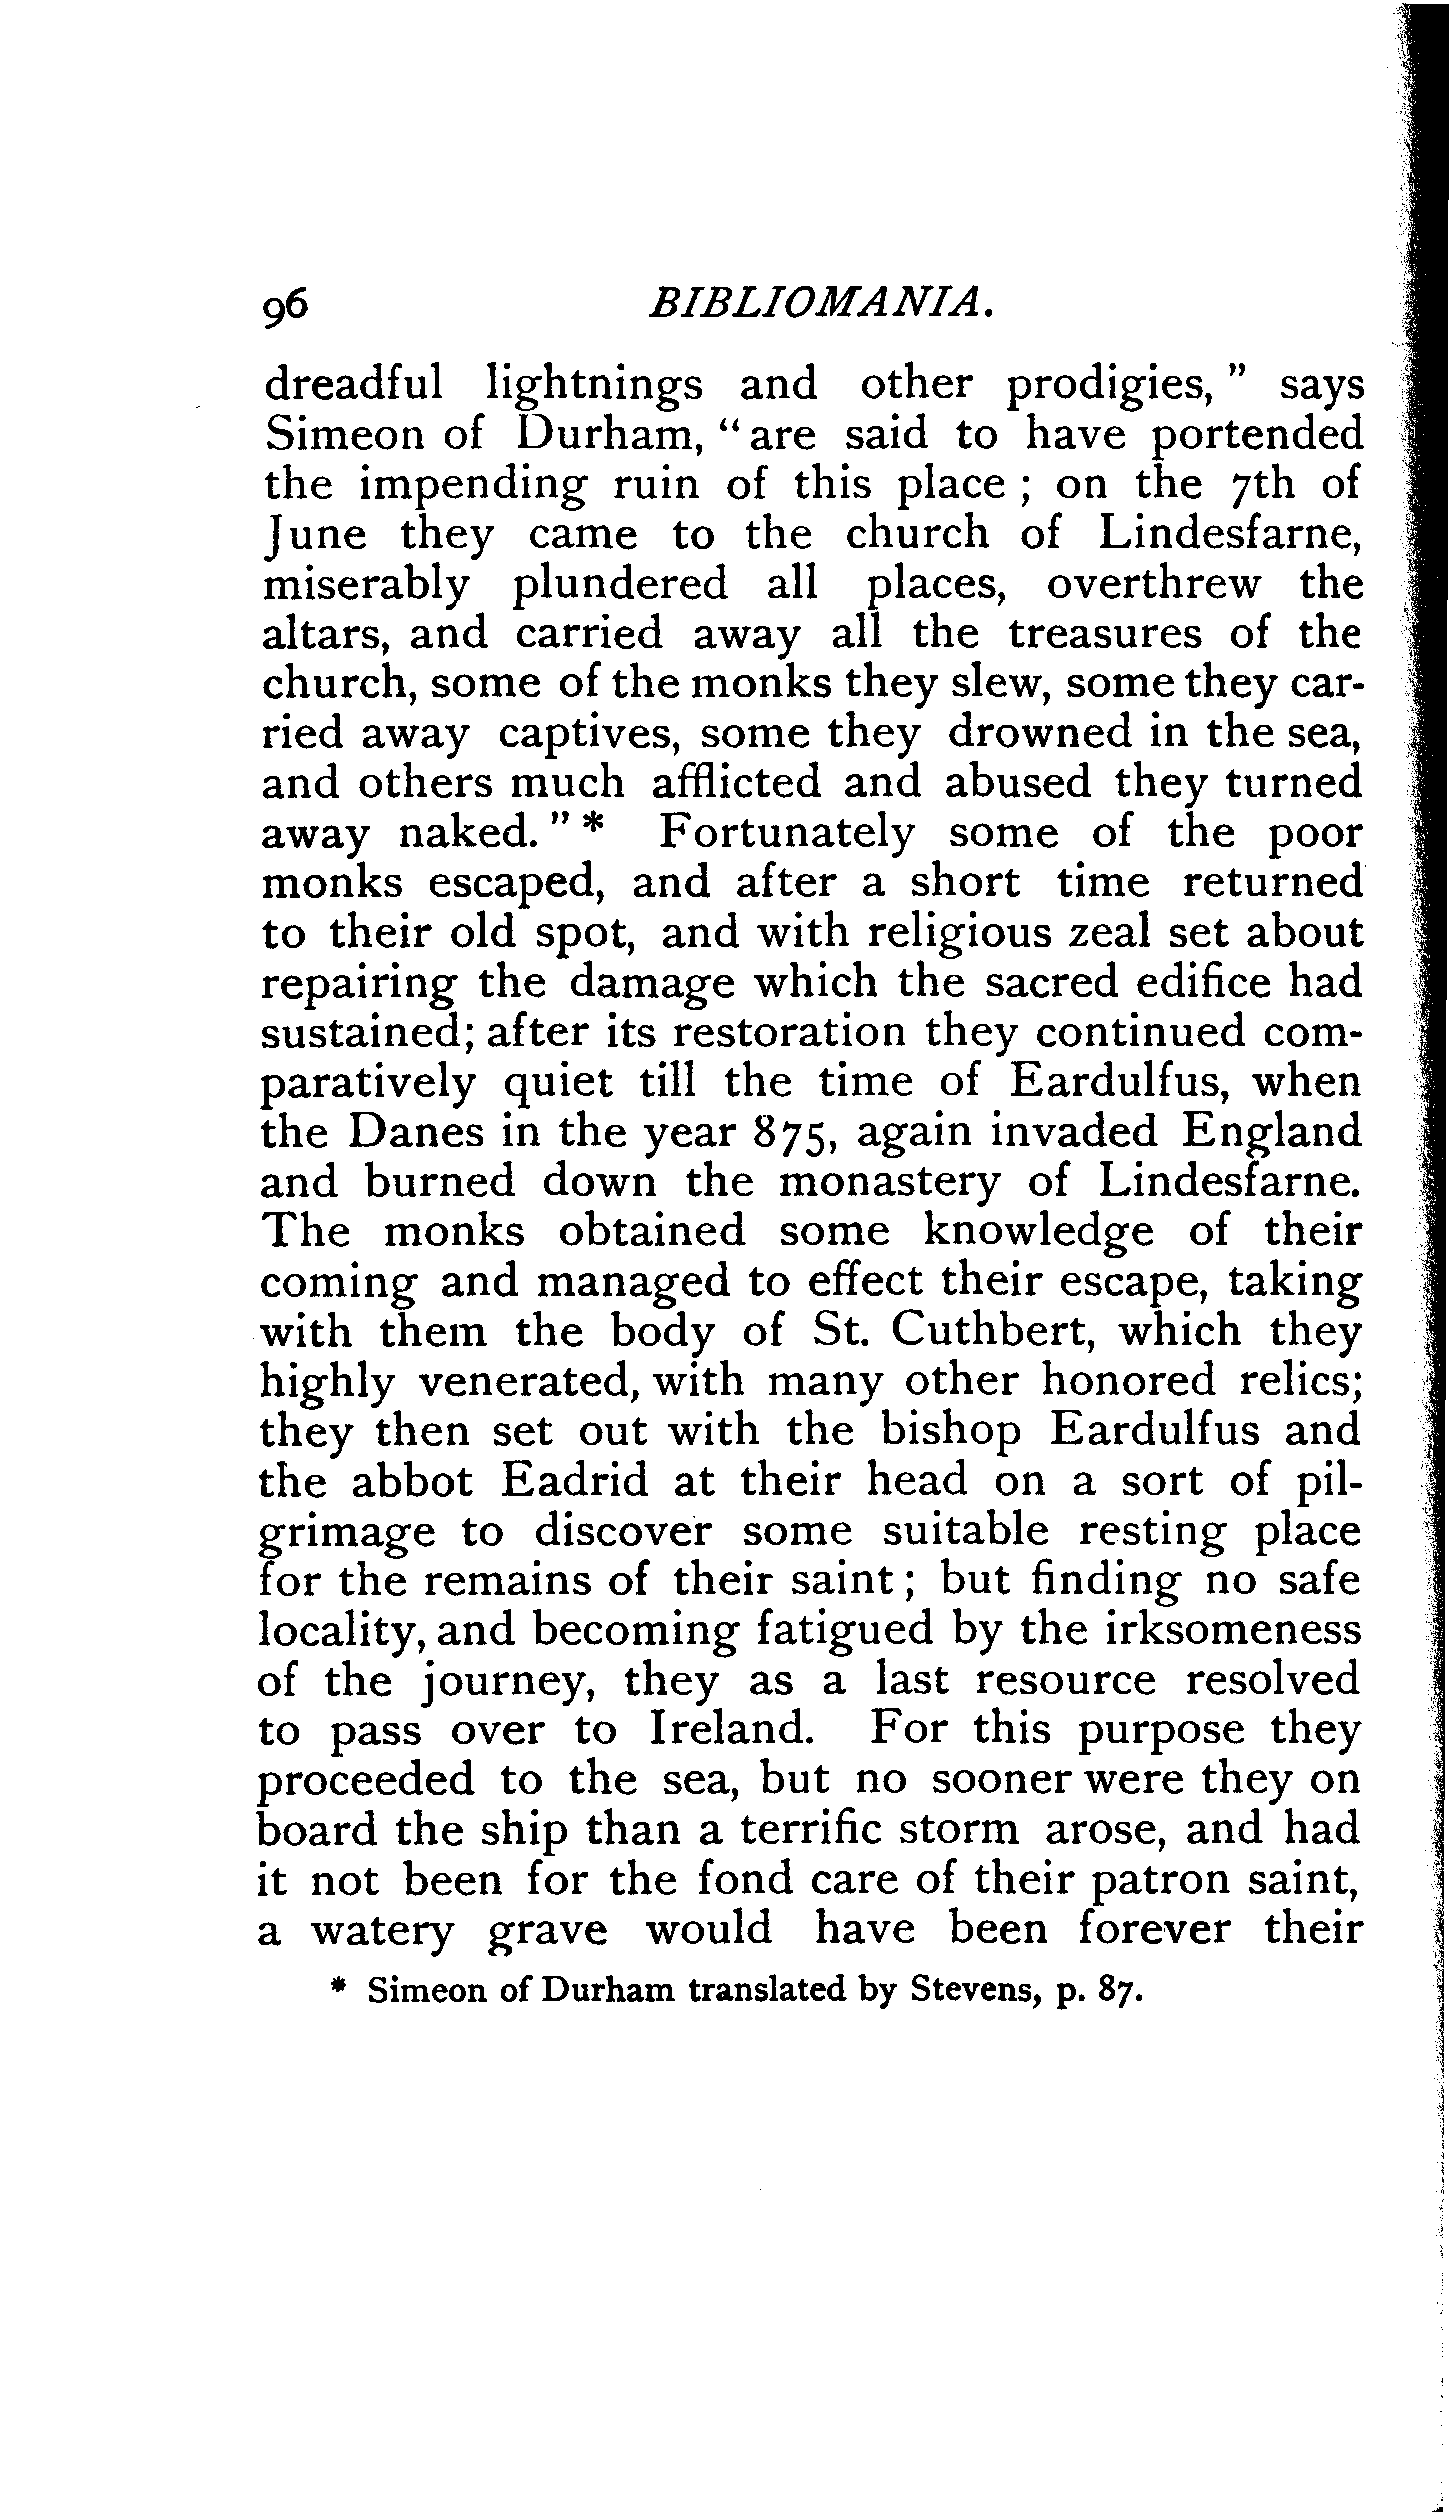 96 BIBLIOMANIA.
dreadful lightnings and other prodigies, " says
Simeon of Durham, "are said to have portended
the impending ruin of this place ; on the 7th of
June they came to the church of Lindesfarne,
miserably plundered all places, overthrew the
altars, and carried away all the treasures of the
church, some of the monks they slew, some they car-
ried away captives, some they drowned in the sea,
and others much afflicted and abused they turned
away naked. " * Fortunately some of the poor
monks escaped, and after a short time returned
to their old spot, and with religious zeal set about
repairing the damage which the sacred edifice had
sustained; after its restoration they continued com-
paratively quiet till the time of Eardulfus, when
the Danes in the year 875, again invaded England
and burned down the monastery of Lindesfarne.
The monks obtained some knowledge of their
coming and managed to effect their escape, taking
with them the body of St. Cuthbert, which they
highly venerated, with many other honored relics;
they then set out with the bishop Eardulfus and
the abbot Eadrid at their head on a sort of pil-
grimage to discover some suitable resting place
for the remains of their saint ; but finding no safe
locality, and becoming fatigued by the irksomeness
of the journey, they as a last resource resolved
to pass over to Ireland. For this purpose they
proceeded to the sea, but no sooner were they on
board the ship than a terrific storm arose, and had
it not been for the fond care of their patron saint,
a watery grave would have been forever their
* Simeon of Durham translated by Stevens, p. 87.